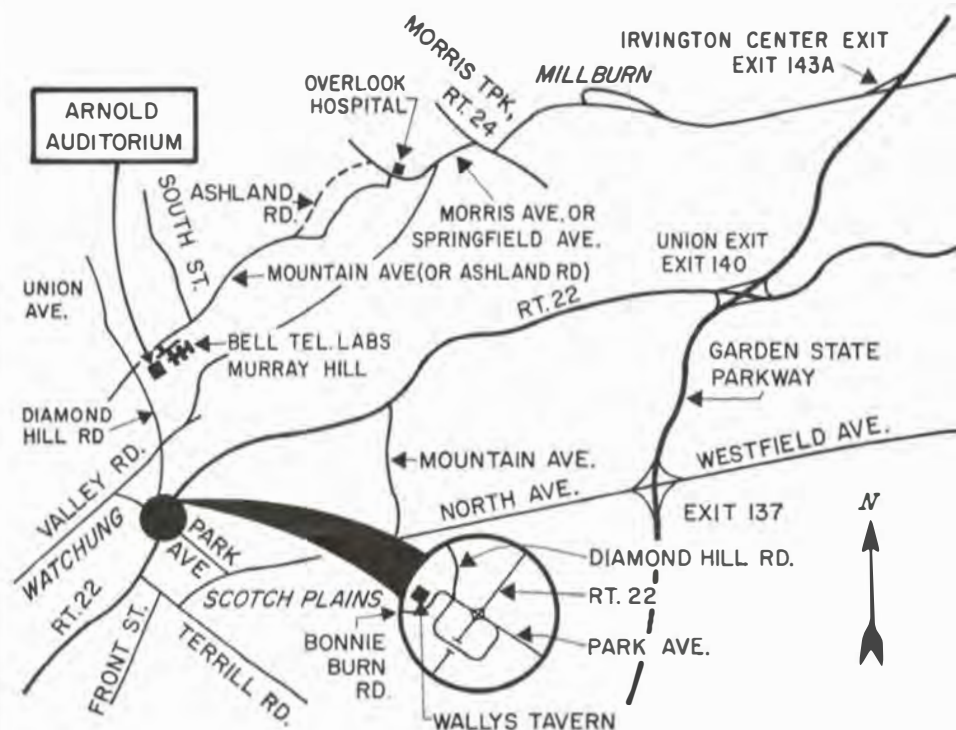 IRVINGTON CENTER EXIT
EXIT 143A
MORRIS TPK,
RT. 24
MILLBURN
OVERLOOK
HOSPITAL
ARNOLD
AUDITORIUM
ASHLAND
RD.
SOUTH ST.
MORRIS AVE. OR
SPRINGFIELD AVE.
UNION EXIT
EXIT 140
MOUNTAIN AVE (OR ASHLAND RD)
UNION
AVE.
RT. 22
BELL TEL. LABS
MURRAY HILL
GARDEN STATE
PARKWAY
DIAMOND
HILL RD
VALLEY RD.
MOUNTAIN AVE.
WESTFIELD AVE.
NORTH AVE.
EXIT 137
N
WATCHUNG
PARK
AVE
DIAMOND HILL RD.
RT. 22
SCOTCH PLAINS
RT. 22
PARK AVE.
BONNIE
BURN
RD.
FRONT ST.
TERRILL RD.
WALLYS TAVERN